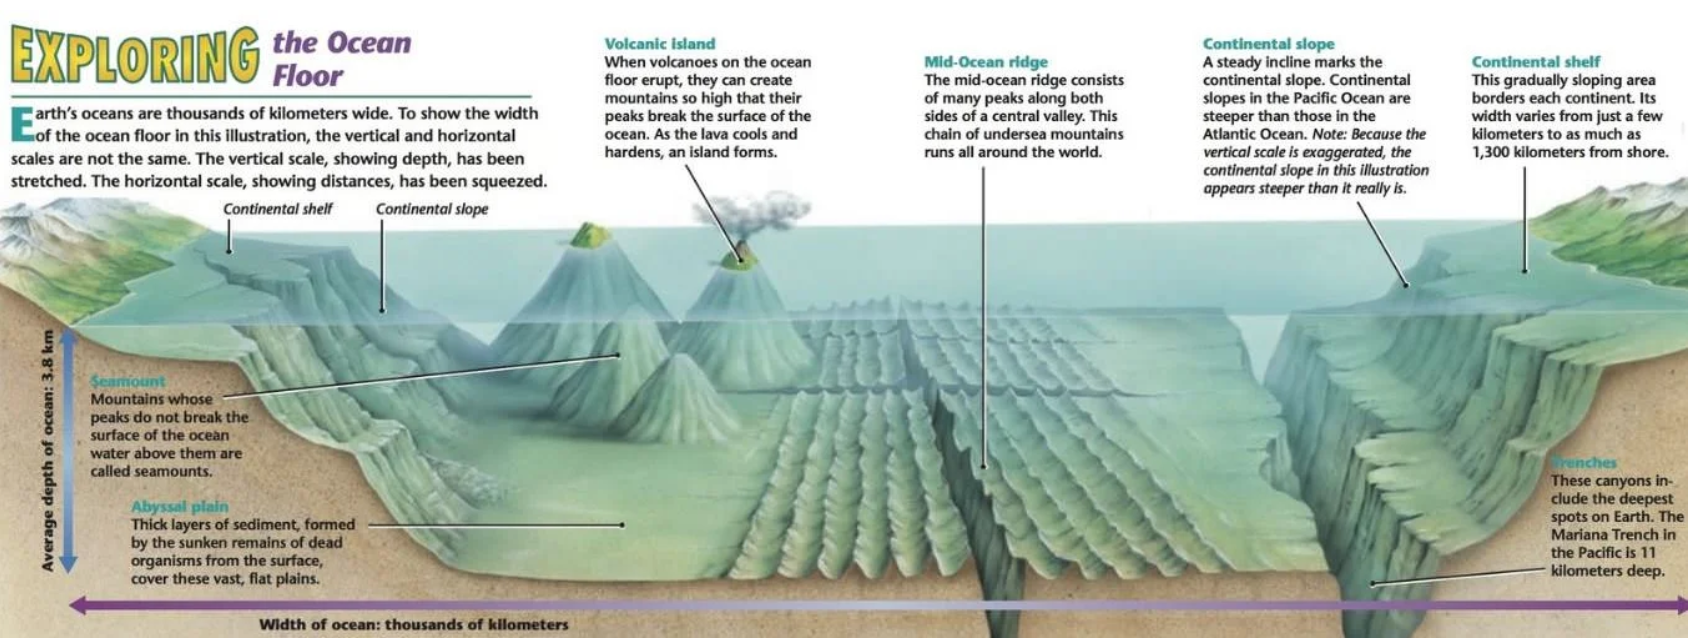 EXPLORING the Ocean
Floor
Earth's oceans are thousands of kilometers wide. To show the width
of the ocean floor in this illustration, the vertical and horizontal
scales are not the same. The vertical scale, showing depth, has been
stretched. The horizontal scale, showing distances, has been squeezed.
Continental shelf
Continental slope
Volcanic island
When volcanoes on the ocean
floor erupt, they can create
mountains so high that their
peaks break the surface of the
ocean. As the lava cools and
hardens, an island forms.
Mid-Ocean ridge
The mid-ocean ridge consists
of many peaks along both
sides of a central valley. This
chain of undersea mountains
runs all around the world.
Continental slope
A steady incline marks the
continental slope. Continental
slopes in the Pacific Ocean are
steeper than those in the
Atlantic Ocean. Note: Because the
vertical scale is exaggerated, the
continental slope in this illustration
appears steeper than it really is.
Continental shelf
This gradually sloping area
borders each continent. Its
width varies from just a few
kilometers to as much as
1,300 kilometers from shore.
Average depth of ocean: 3.8 km
Seamount
Mountains whose
peaks do not break the
surface of the ocean
water above them are
called seamounts.
Abyssal plain
Thick layers of sediment, formed
by the sunken remains of dead
organisms from the surface,
cover these vast, flat plains.
Trenches
These canyons in-
clude the deepest
spots on Earth. The
Mariana Trench in
the Pacific is 11
kilometers deep.
Width of ocean: thousands of kilometers